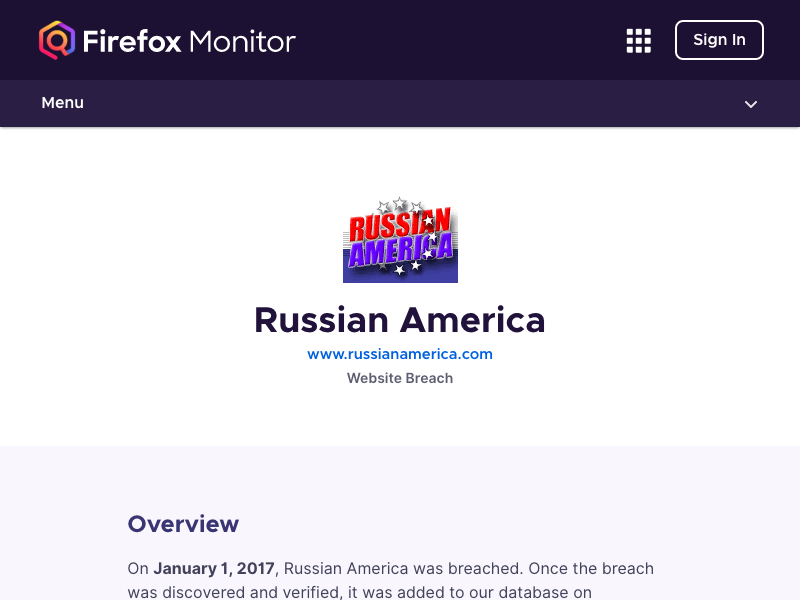 Firefox Monitor
Sign In
Menu
RUSSIAN
AMERICA
Russian America
www.russianamerica.com
Website Breach
Overview
On January 1, 2017, Russian America was breached. Once the breach
was discovered and verified, it was added to our database on